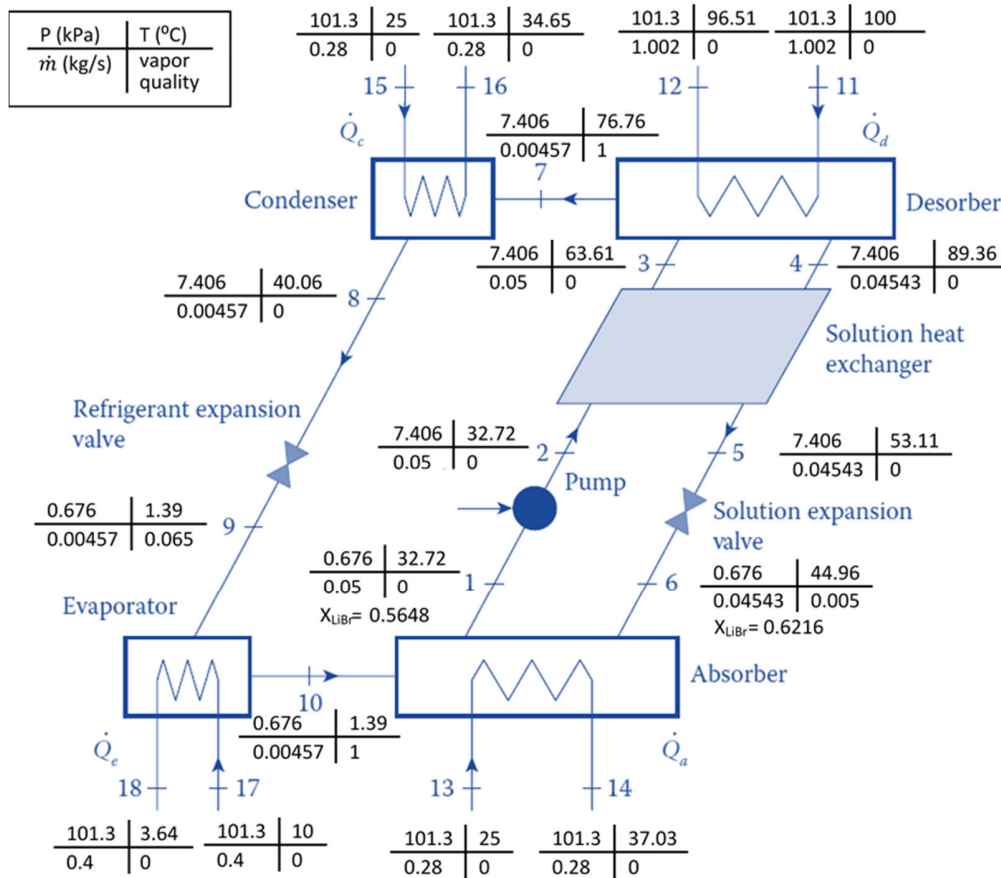 P (kPa) T (°C)
ṁ (kg/s) vapor quality
101.3 25
0.28 0
101.3 34.65
0.28 0
101.3 96.51
1.002 0
101.3 100
1.002 0
15
16
12
11
Q̇c
7.406 76.76
0.00457 1
Q̇d
7
Condenser
Desorber
7.406 63.61
0.05 0
3
4
7.406 89.36
0.04543 0
7.406 40.06
0.00457 0
8
Solution heat
exchanger
Refrigerant expansion
valve
7.406 32.72
0.05 0
2
5
7.406 53.11
0.04543 0
Pump
0.676 1.39
0.00457 0.065
9
Solution expansion
valve
0.676 32.72
0.05 0
X_LiBr= 0.5648
1
6
0.676 44.96
0.04543 0.005
X_LiBr= 0.6216
Evaporator
Absorber
10
0.676 1.39
0.00457 1
Q̇e
Q̇a
18
17
13
14
101.3 3.64
0.4 0
101.3 10
0.4 0
101.3 25
0.28 0
101.3 37.03
0.28 0